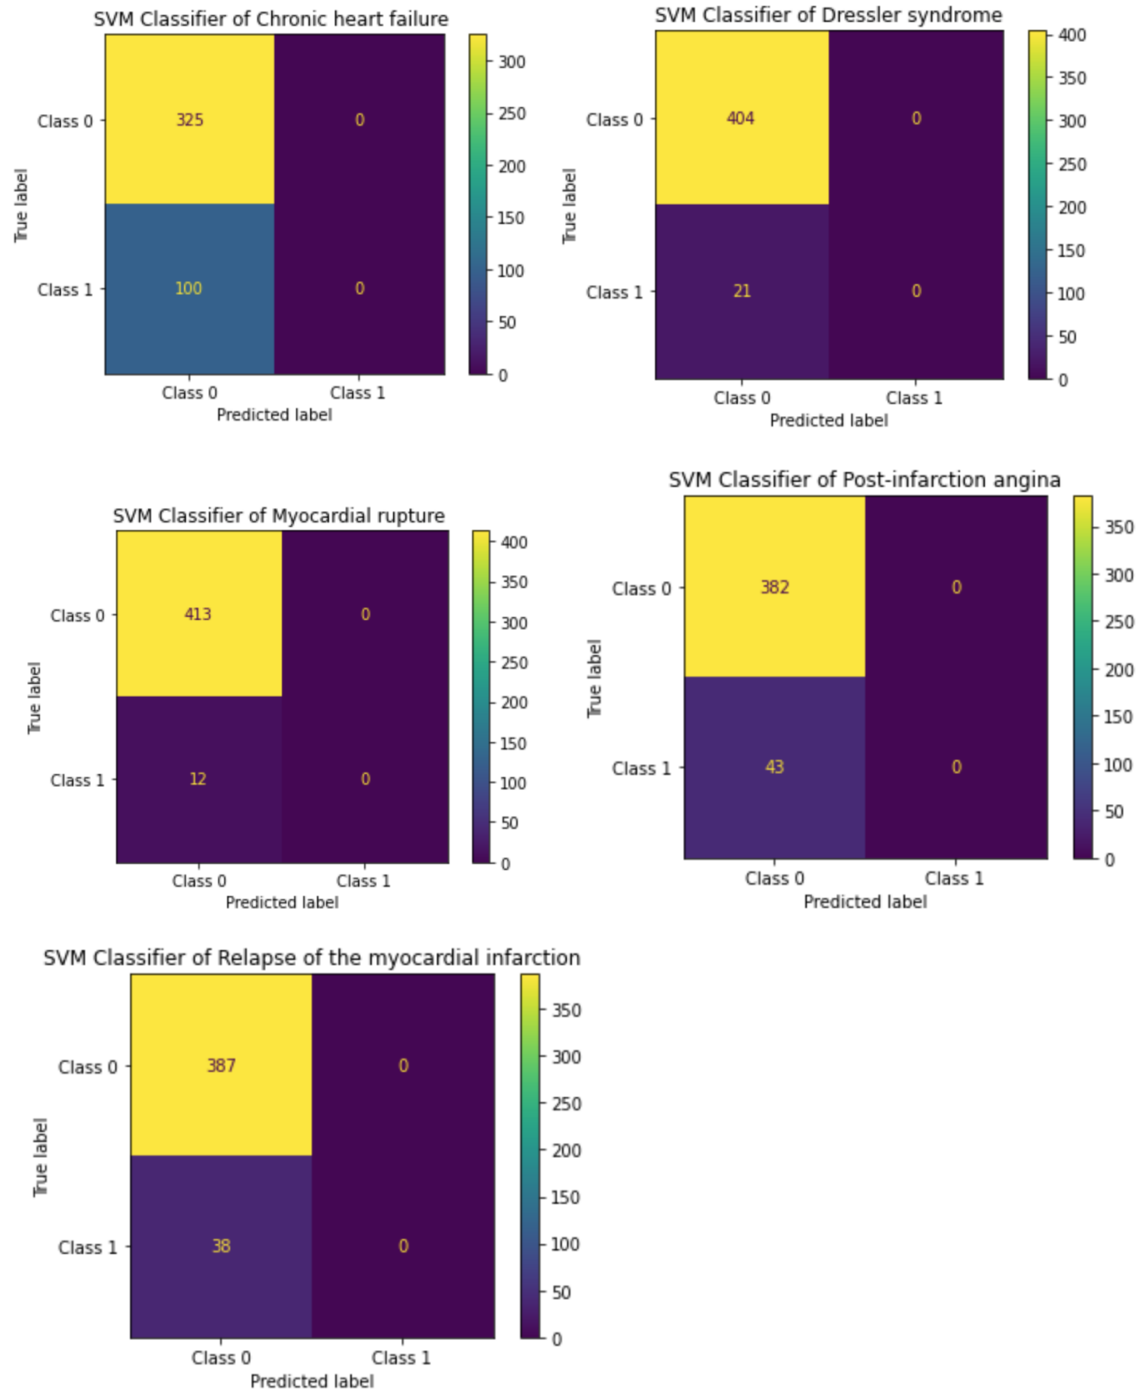 SVM Classifier of Chronic heart failure
Class 0
325
0
300
250
200
150
100
50
0
True label
Class 1
100
0
Class 0
Class 1
Predicted label
SVM Classifier of Dressler syndrome
Class 0
404
0
400
350
300
250
200
150
100
50
0
True label
Class 1
21
0
Class 0
Class 1
Predicted label
SVM Classifier of Myocardial rupture
Class 0
413
0
400
350
300
250
200
150
100
50
0
True label
Class 1
12
0
Class 0
Class 1
Predicted label
SVM Classifier of Post-infarction angina
Class 0
382
0
350
300
250
200
150
100
50
0
True label
Class 1
43
0
Class 0
Class 1
Predicted label
SVM Classifier of Relapse of the myocardial infarction
Class 0
387
0
350
300
250
200
150
100
50
0
True label
Class 1
38
0
Class 0
Class 1
Predicted label